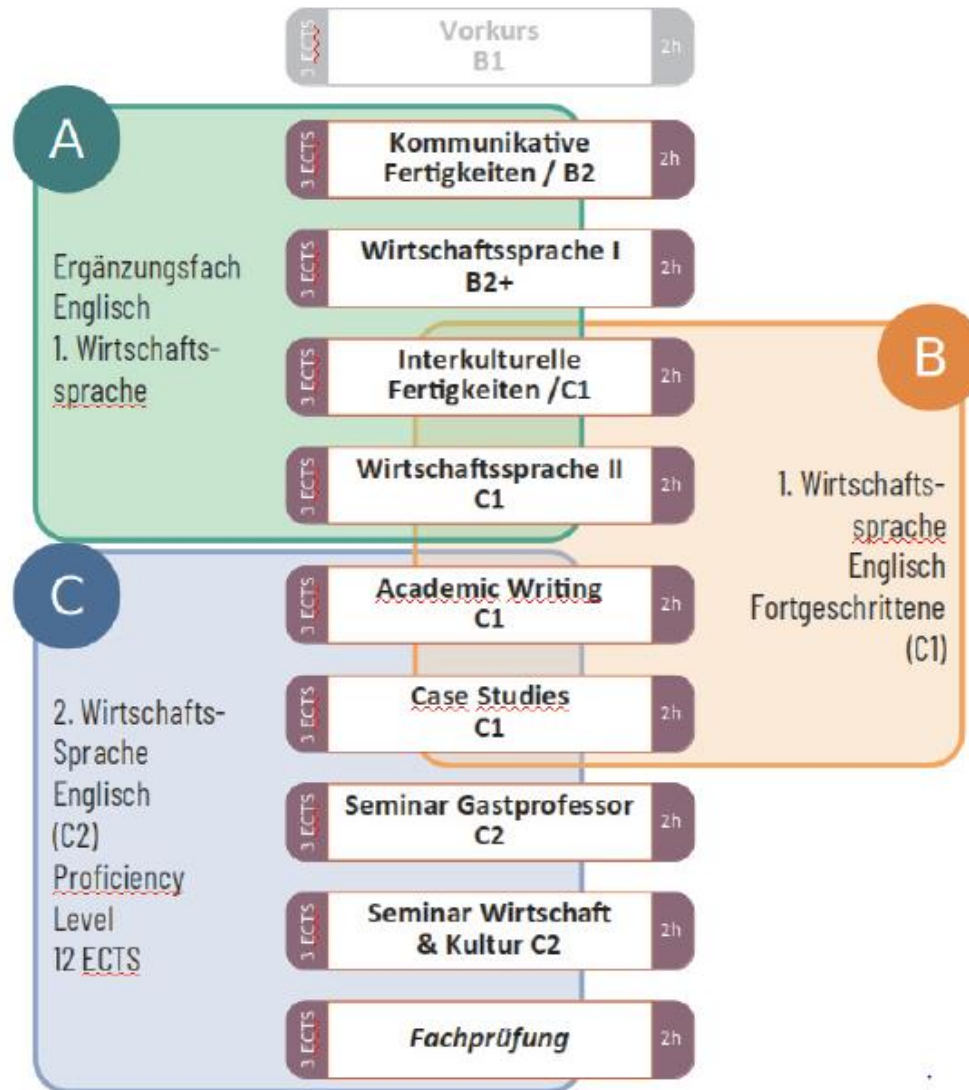 3 ECTS
Vorkurs
B1
2h
A
Ergänzungsfach
Englisch
1. Wirtschafts-
sprache
3 ECTS
Kommunikative
Fertigkeiten / B2
2h
3 ECTS
Wirtschaftssprache I
B2+
2h
3 ECTS
Interkulturelle
Fertigkeiten /C1
2h
3 ECTS
Wirtschaftssprache II
C1
2h
B
1. Wirtschafts-
sprache
Englisch
Fortgeschrittene
(C1)
C
2. Wirtschafts-
Sprache
Englisch
(C2)
Proficiency
Level
12 ECTS
3 ECTS
Academic Writing
C1
2h
3 ECTS
Case Studies
C1
2h
3 ECTS
Seminar Gastprofessor
C2
2h
3 ECTS
Seminar Wirtschaft
& Kultur C2
2h
3 ECTS
Fachprüfung
2h